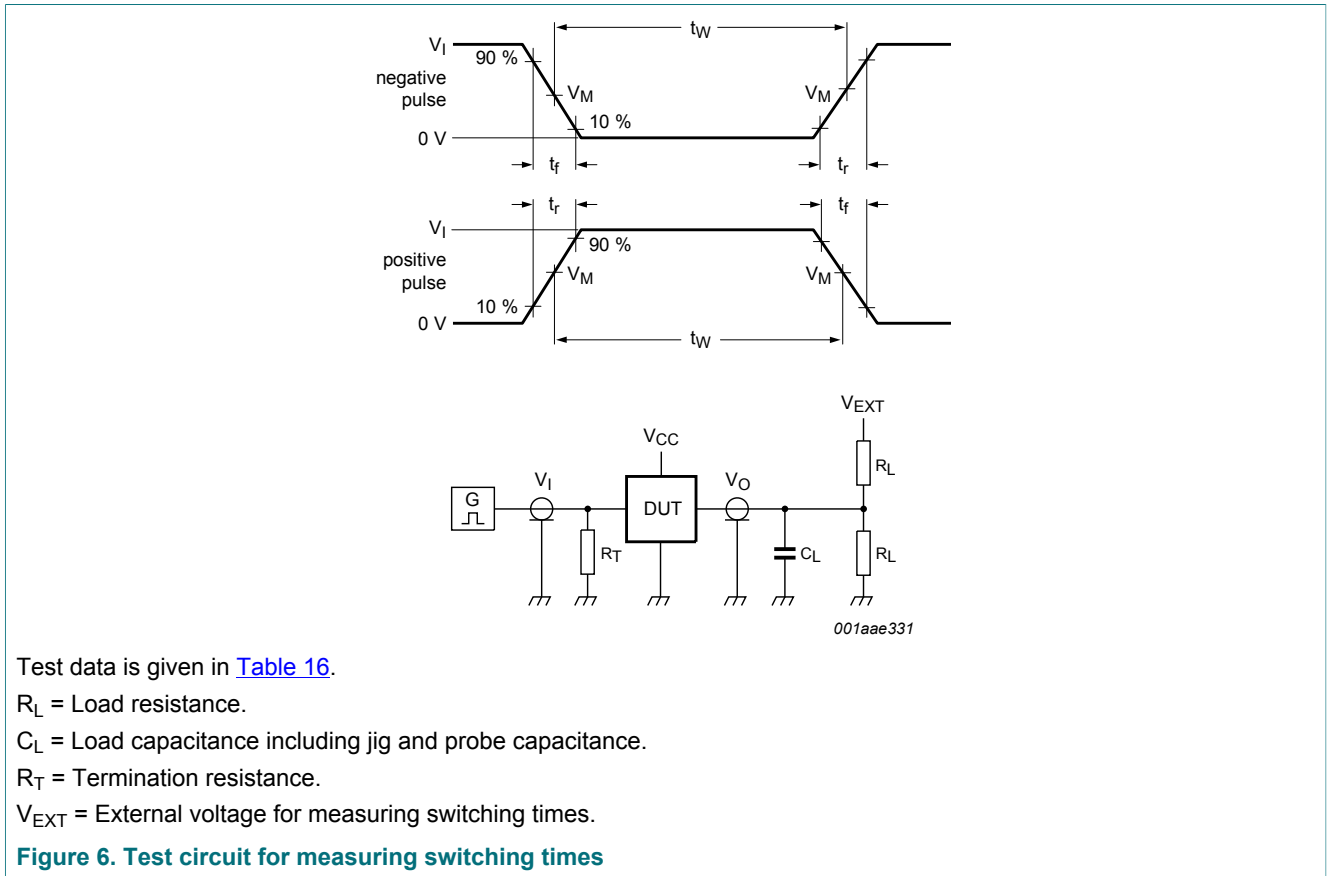 tW
VI
90 %
negative
pulse
VM
VM
10 %
0 V
tf
tr
tr
tf
VI
90 %
positive
pulse
VM
VM
10 %
0 V
tW
VEXT
VCC
RL
VI
VO
G
DUT
RT
CL
RL
001aae331
Test data is given in Table 16.
RL = Load resistance.
CL = Load capacitance including jig and probe capacitance.
RT = Termination resistance.
VEXT = External voltage for measuring switching times.
Figure 6. Test circuit for measuring switching times